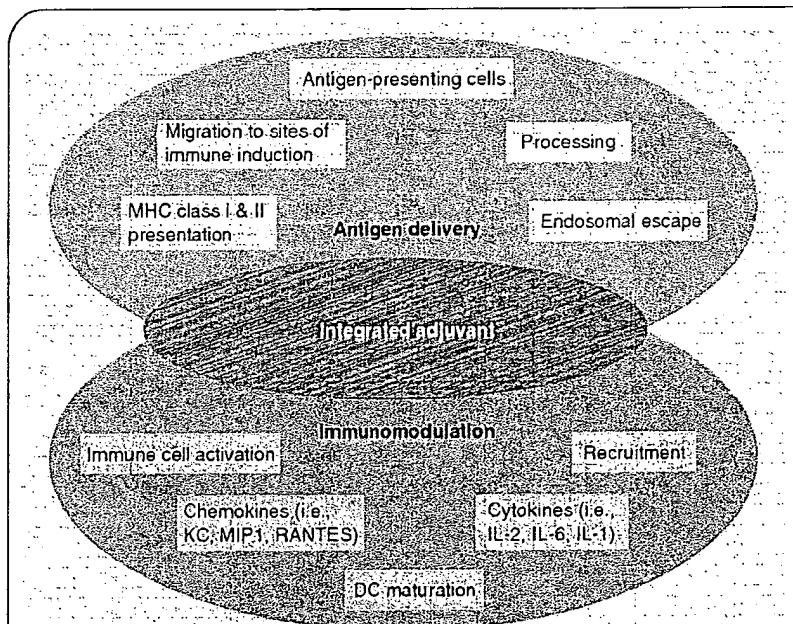 Antigen-presenting cells
Migration to sites of
immune induction
Processing
MHC class I & II
presentation
Endosomal escape
Antigen delivery
Integrated adjuvant
Immunomodulation
Immune cell activation
Recruitment
Chemokines (i.e.,
KC, MIP1, RANTES)
Cytokines (i.e.,
IL-2, IL-6, IL-1)
DC maturation